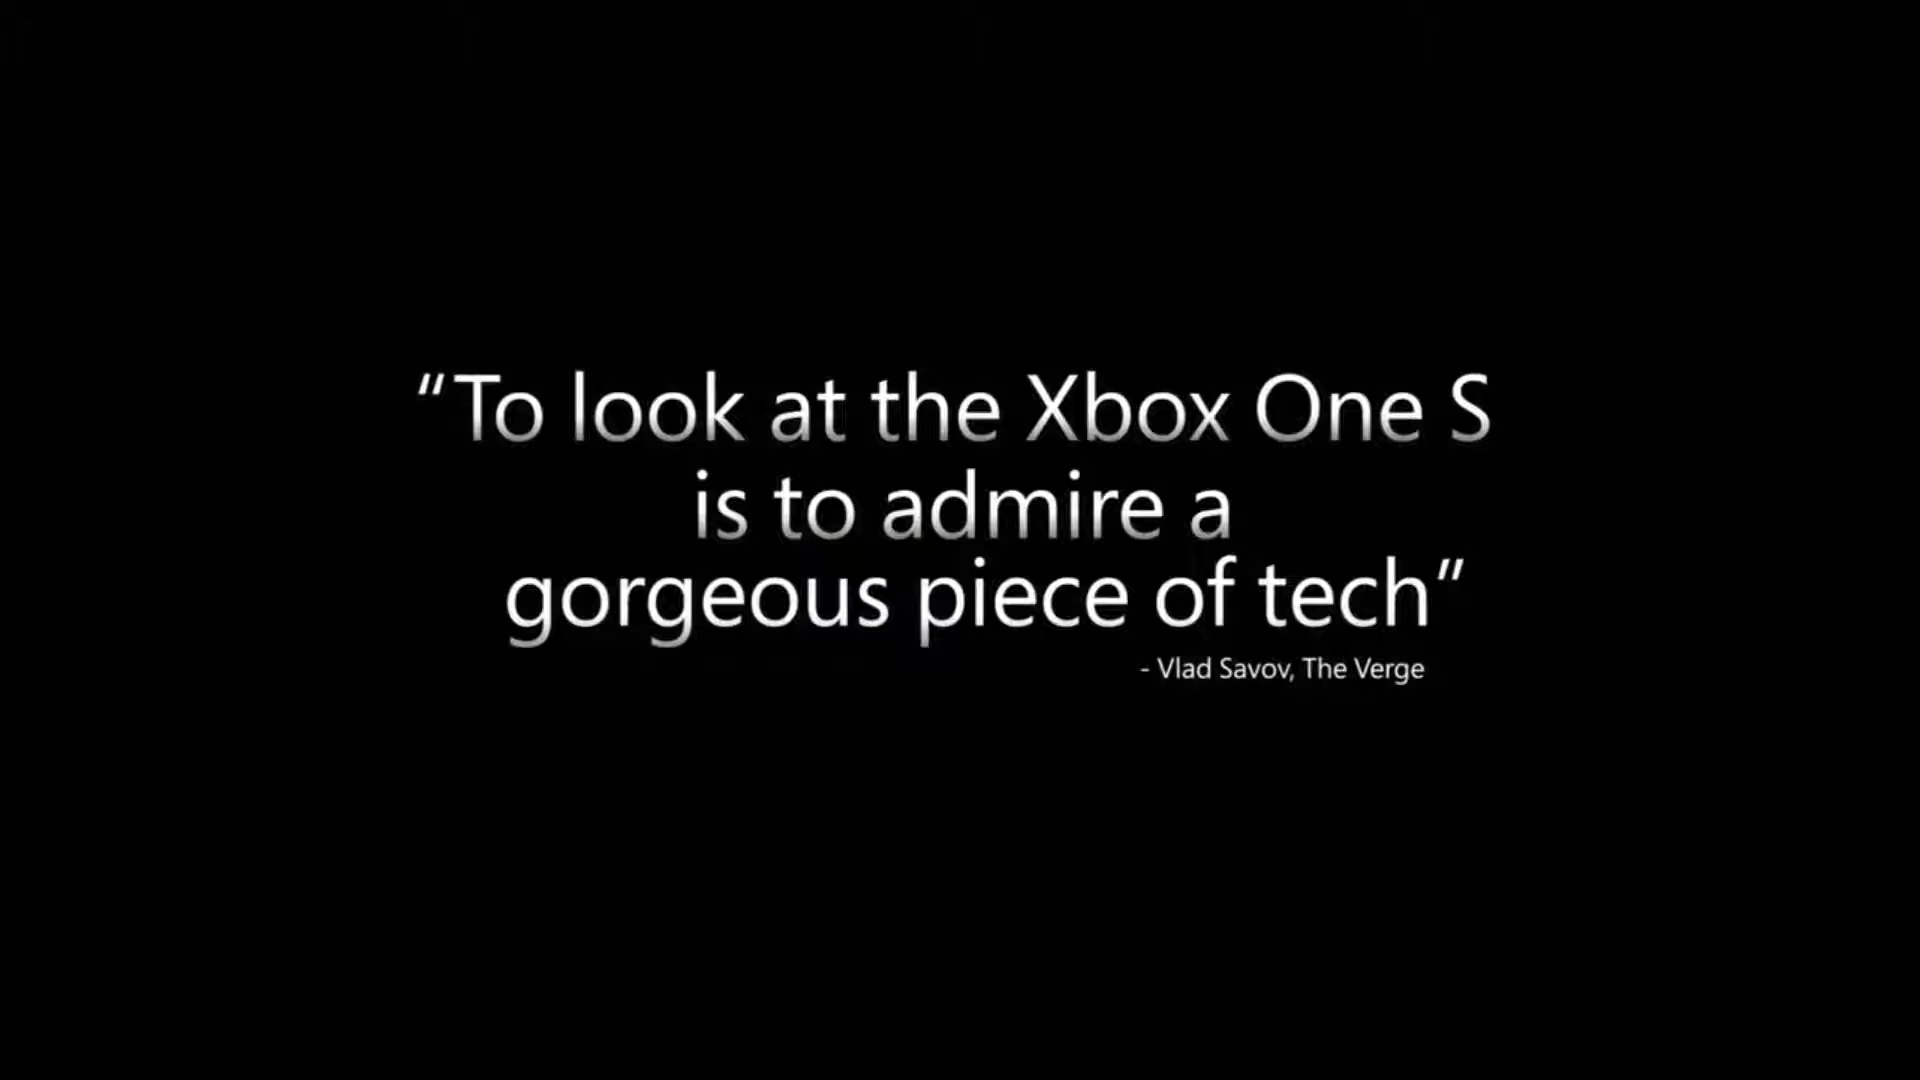 “To look at the Xbox One S
is to admire a
gorgeous piece of tech”
- Vlad Savov, The Verge